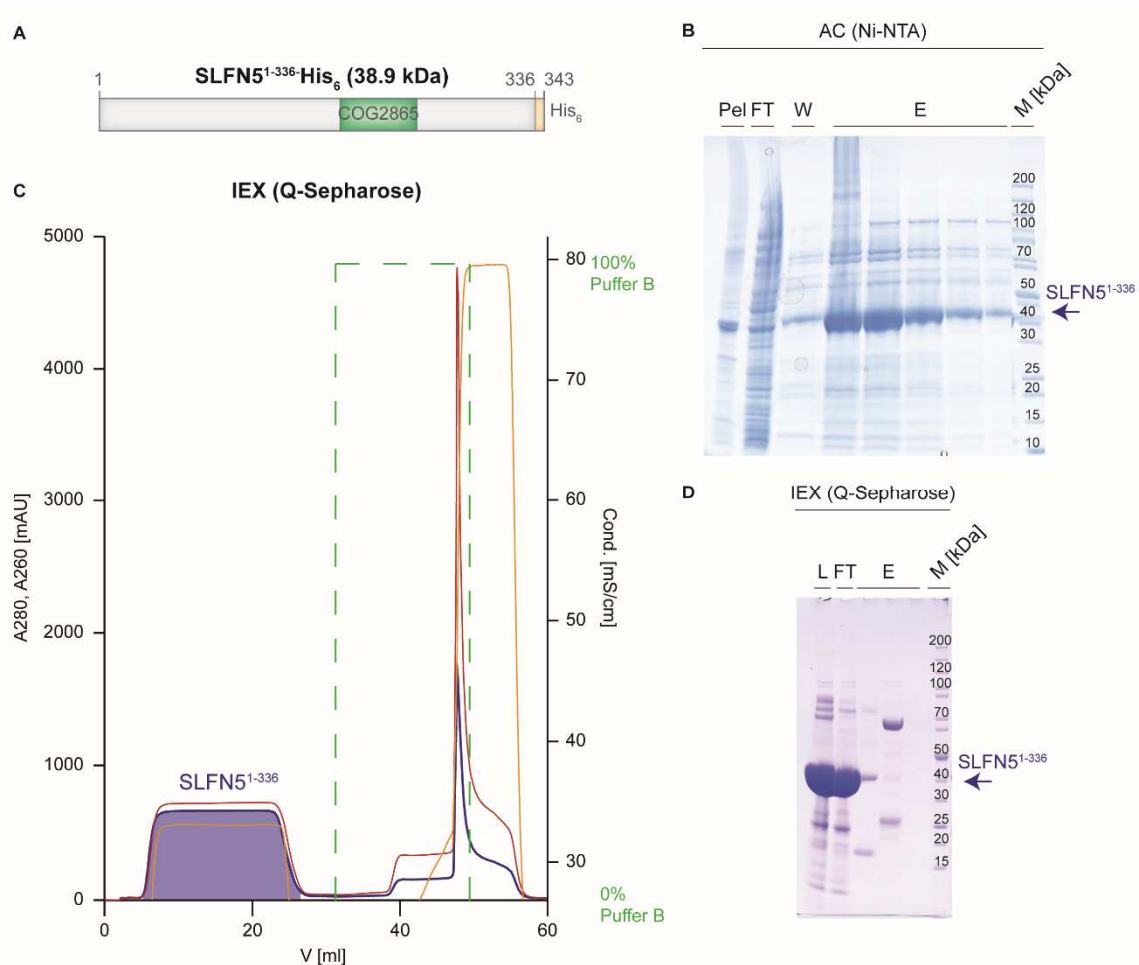 A
SLFN5¹⁻³³⁶-His₆ (38.9 kDa)
1
336
343
COG2865
His₆
B
AC (Ni-NTA)
Pel
FT
W
E
M [kDa]
200
120
100
70
50
40
30
25
20
15
10
SLFN5¹⁻³³⁶
C
IEX (Q-Sepharose)
A280, A260 [mAU]
5000
4000
3000
2000
1000
0
SLFN5¹⁻³³⁶
0
20
40
60
V [ml]
80
70
60
50
40
30
Cond. [mS/cm]
100%
Puffer B
0%
Puffer B
D
IEX (Q-Sepharose)
L
FT
E
M [kDa]
200
120
100
70
50
40
30
25
20
15
SLFN5¹⁻³³⁶